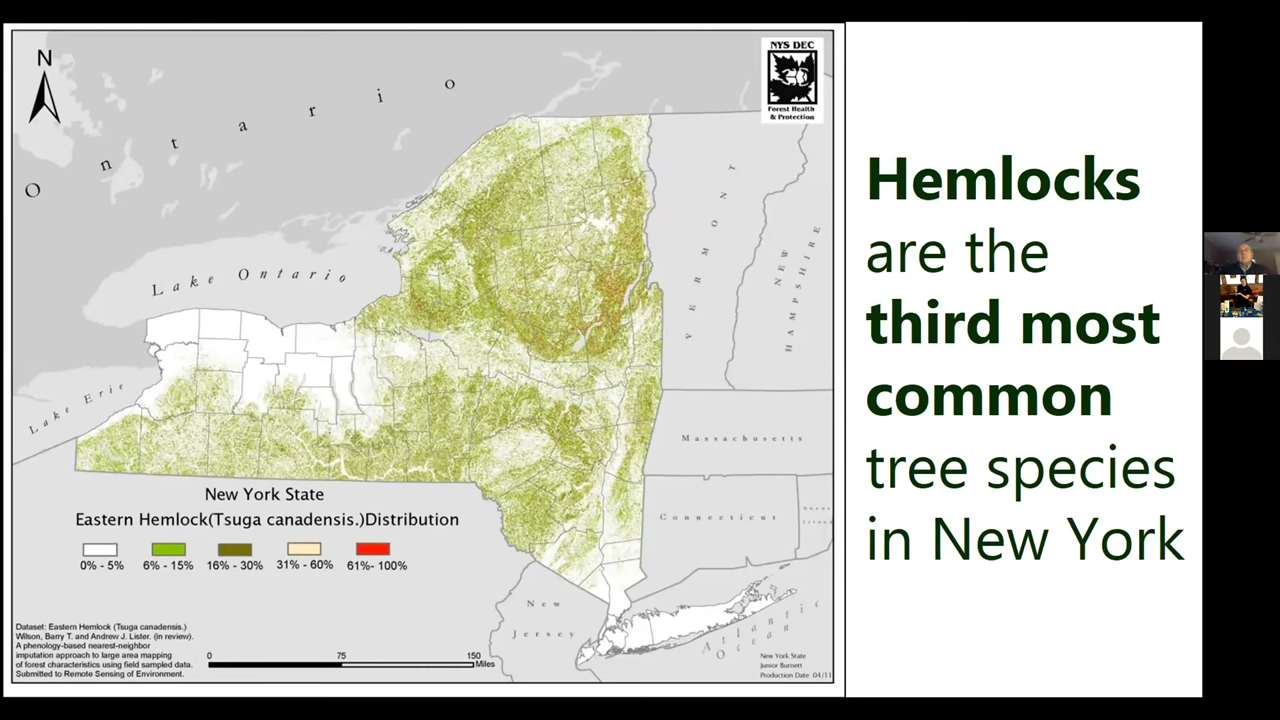 N
NYS DEC
Forest Health
& Protection
Ontario
VERMONT
NEW
HAMPSHIRE
Lake Ontario
Lake Erie
Massachusetts
Connecticut
New
Jersey
Atlantic
Ocean
New York State
Eastern Hemlock(Tsuga canadensis.)Distribution
0% - 5%
6% - 15%
16% - 30%
31% - 60%
61%- 100%
Dataset: Eastern Hemlock (Tsuga canadensis.)
Wilson, Barry T. and Andrew J. Lister. (in review).
A phenology-based nearest-neighbor
imputation approach to large area mapping
of forest characteristics using field sampled data.
Submitted to Remote Sensing of Environment.
0 75 150
Miles
New York State
Junior Burnett
Production Date 04/11
Hemlocks
are the
third most
common
tree species
in New York